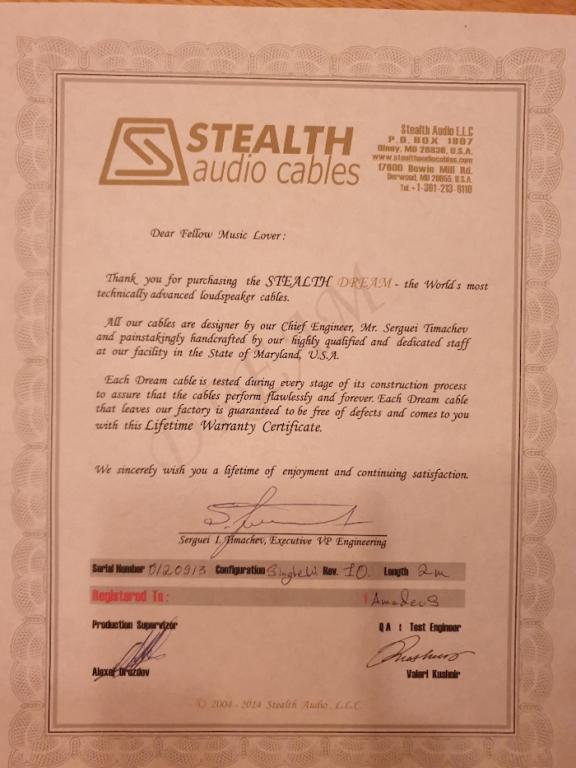 STEALTH
audio cables
Stealth Audio L.L.C
P.O. BOX 1807
Olney, MD 20830, U.S.A.
www.stealthaudiocables.com
17600 Bowie Mill Rd.
Derwood, MD 20855, U.S.A.
Tel. +1-301-213-9110
Dear Fellow Music Lover:
Thank you for purchasing the STEALTH DREAM - the World's most
technically advanced loudspeaker cables.
All our cables are designer by our Chief Engineer, Mr. Serguei Timachev
and painstakingly handcrafted by our highly qualified and dedicated staff
at our facility in the State of Maryland, U.S.A.
Each Dream cable is tested during every stage of its construction process
to assure that the cables perform flawlessly and forever. Each Dream cable
that leaves our factory is guaranteed to be free of defects and comes to you
with this Lifetime Warranty Certificate.
We sincerely wish you a lifetime of enjoyment and continuing satisfaction.
Serguei I. Timachev, Executive VP Engineering
Serial Number 0120913 Configuration Rev. 10 Length 2m
Registered To: Amadeus
Production Supervizor QA : Test Engineer
Alexei Drozdov Valeri Kushnir
© 2004 - 2014 Stealth Audio, L.L.C.